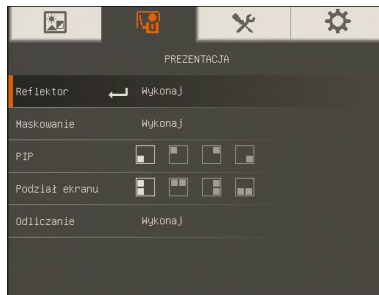 PREZENTACJA
Reflektor Wykonaj
Maskowanie Wykonaj
PIP
Podział ekranu
Odliczanie Wykonaj